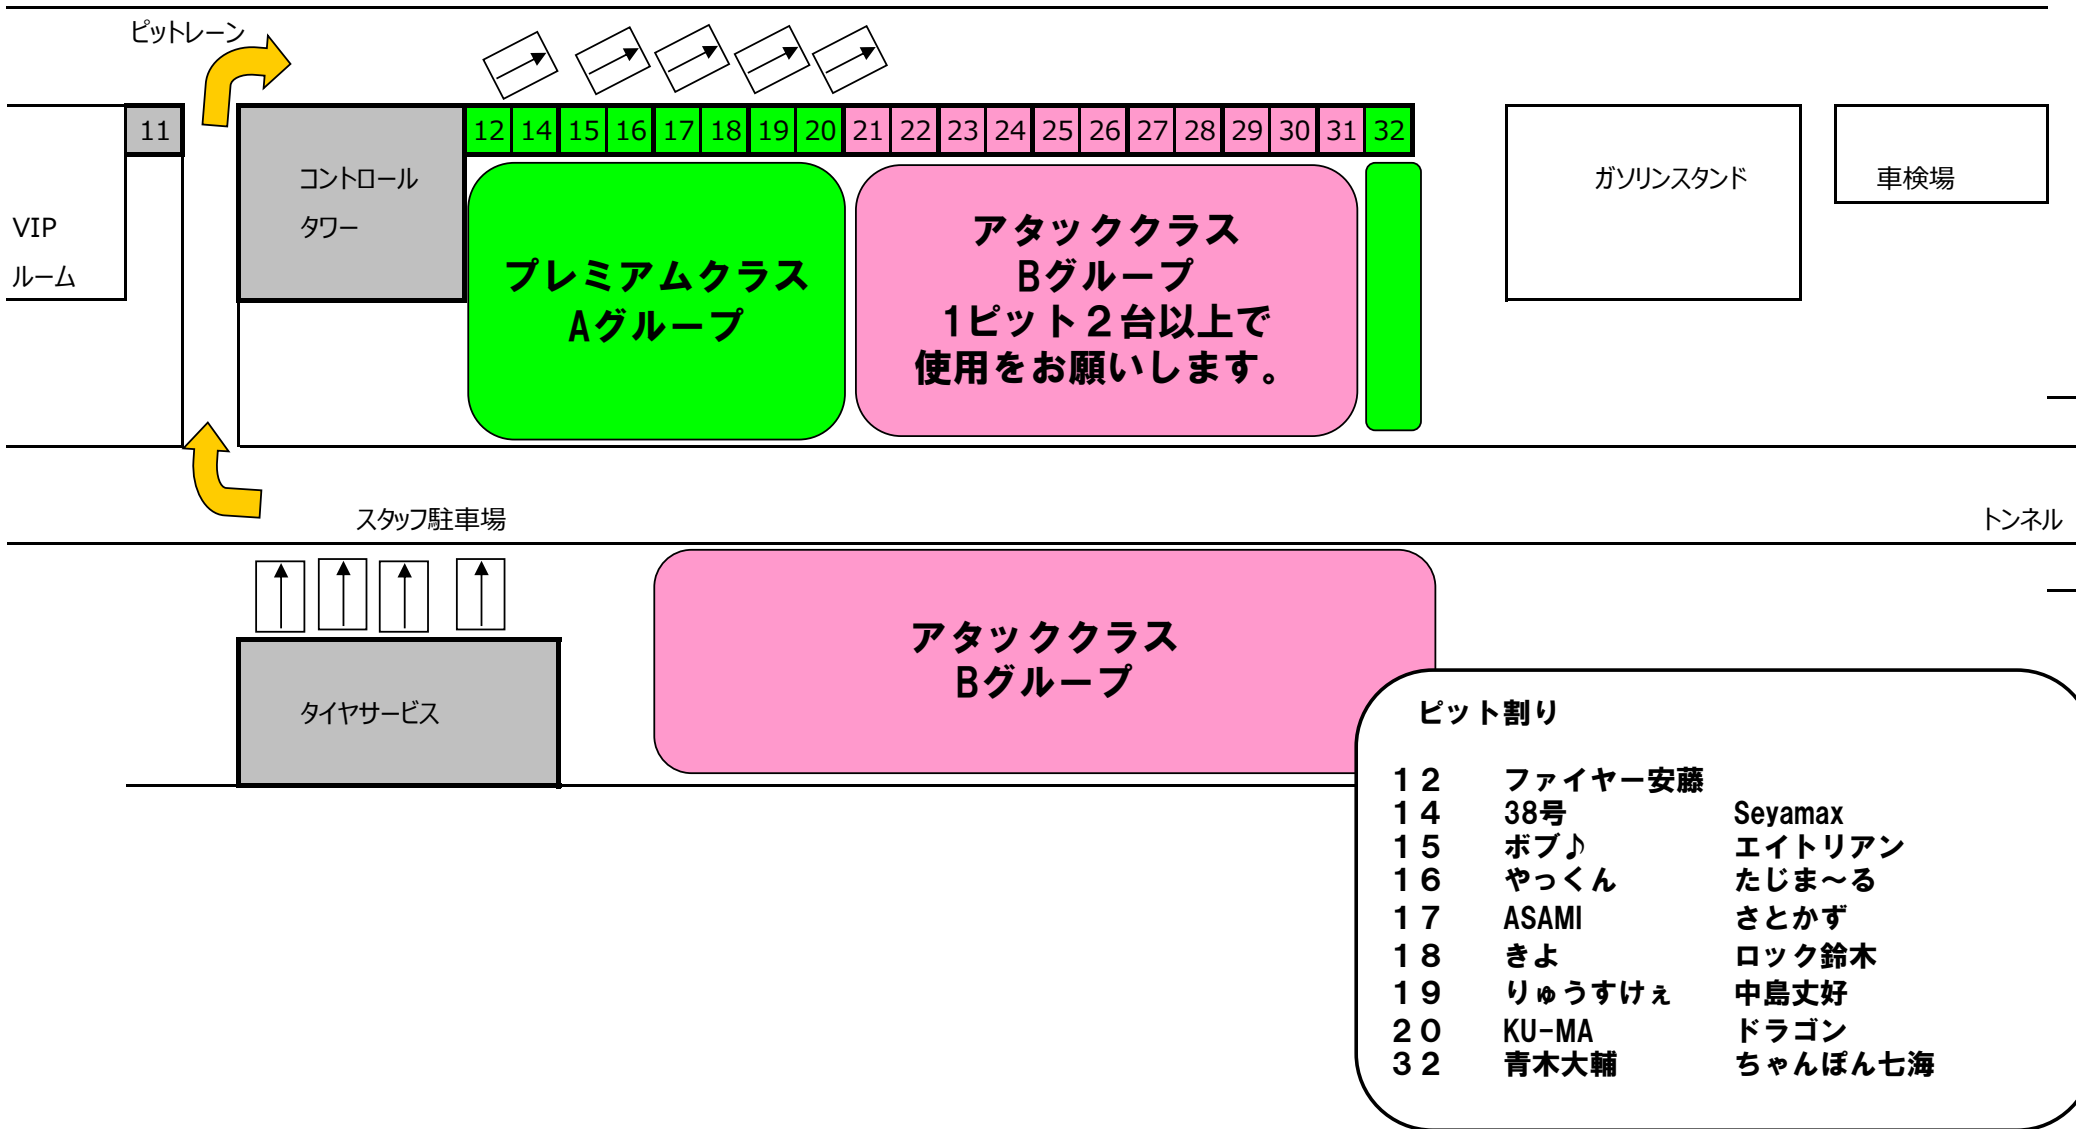 ピットレーン
11
12 14 15 16 17 18 19 20 21 22 23 24 25 26 27 28 29 30 31 32
VIP
ルーム
コントロール
タワー
プレミアムクラス
Aグループ
アタッククラス
Bグループ
1ピット２台以上で
使用をお願いします。
ガソリンスタンド
車検場
スタッフ駐車場
トンネル
タイヤサービス
アタッククラス
Bグループ
ピット割り
１２ ファイヤー安藤
１４ 38号 Seyamax
１５ ボブ♪ エイトリアン
１６ やっくん たじま～る
１７ ASAMI さとかず
１８ きよ ロック鈴木
１９ りゅうすけぇ 中島丈好
２０ KU-MA ドラゴン
３２ 青木大輔 ちゃんぽん七海